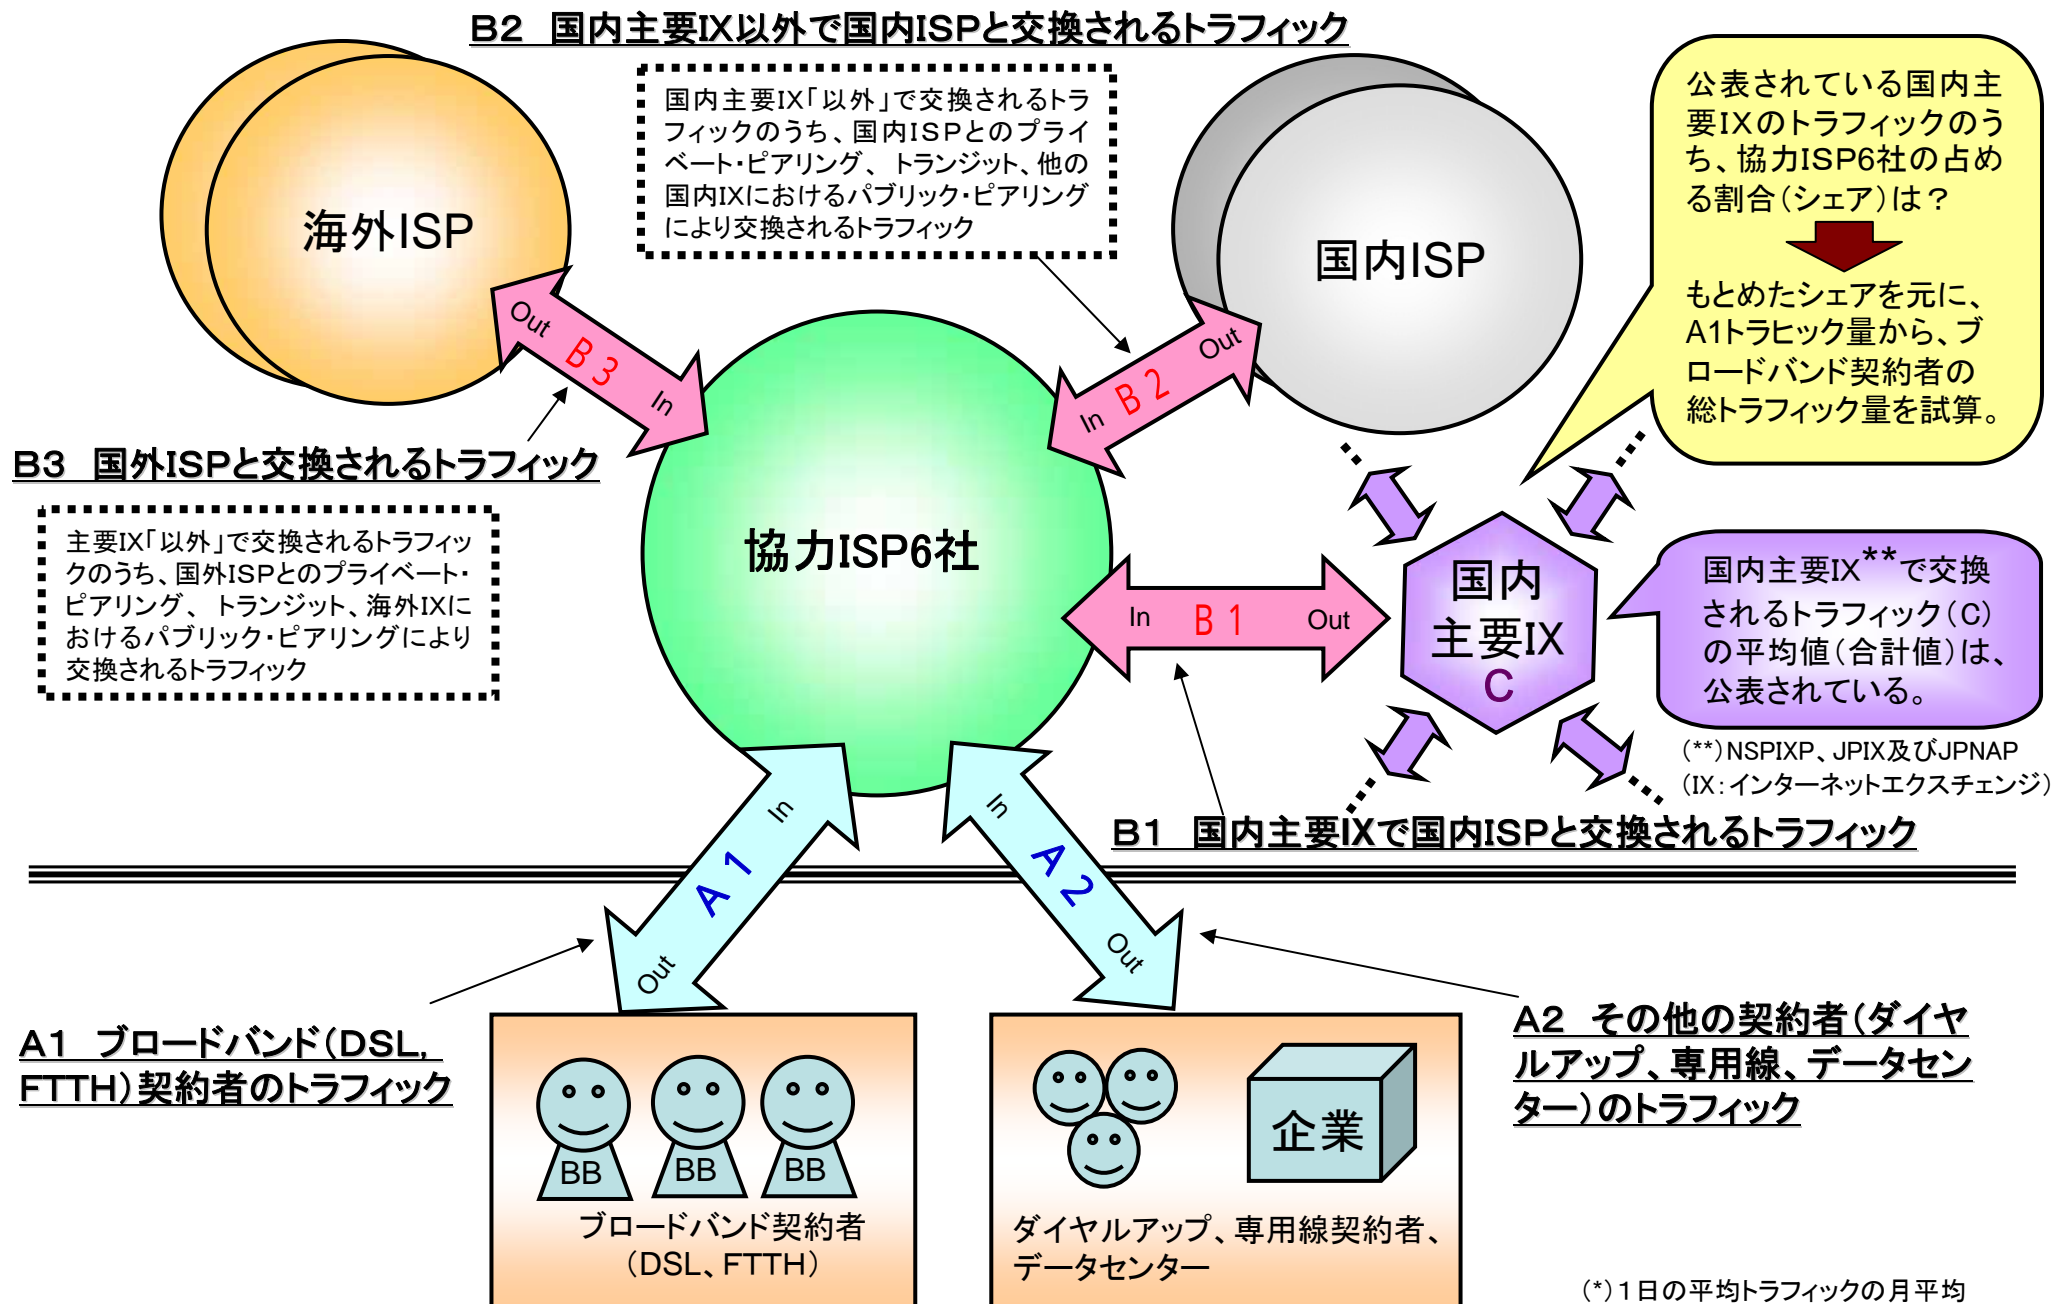 B2　国内主要IX以外で国内ISPと交換されるトラフィック
国内主要IX「以外」で交換されるトラ
フィックのうち、国内ISPとのプライ
ベート・ピアリング、トランジット、他の
国内IXにおけるパブリック・ピアリング
により交換されるトラフィック
公表されている国内主
要IXのトラフィックのう
ち、協力ISP6社の占め
る割合（シェア）は？
もとめたシェアを元に、
A1トラヒック量から、ブ
ロードバンド契約者の
総トラフィック量を試算。
海外ISP
国内ISP
Out B3 In
In B2 Out
B3　国外ISPと交換されるトラフィック
主要IX「以外」で交換されるトラフィッ
クのうち、国外ISPとのプライベート・
ピアリング、トランジット、海外IXに
おけるパブリック・ピアリングにより
交換されるトラフィック
協力ISP6社
In B1 Out
国内
主要IX
C
国内主要IX**で交換
されるトラフィック（C）
の平均値（合計値）は、
公表されている。
(**)NSPIXP、JPIX及びJPNAP
(IX：インターネットエクスチェンジ)
B1　国内主要IXで国内ISPと交換されるトラフィック
In A1 Out
In A2 Out
A1　ブロードバンド（DSL,
FTTH）契約者のトラフィック
A2　その他の契約者（ダイヤ
ルアップ、専用線、データセン
ター）のトラフィック
BB BB BB
ブロードバンド契約者
（DSL、FTTH）
企業
ダイヤルアップ、専用線契約者、
データセンター
(*)１日の平均トラフィックの月平均